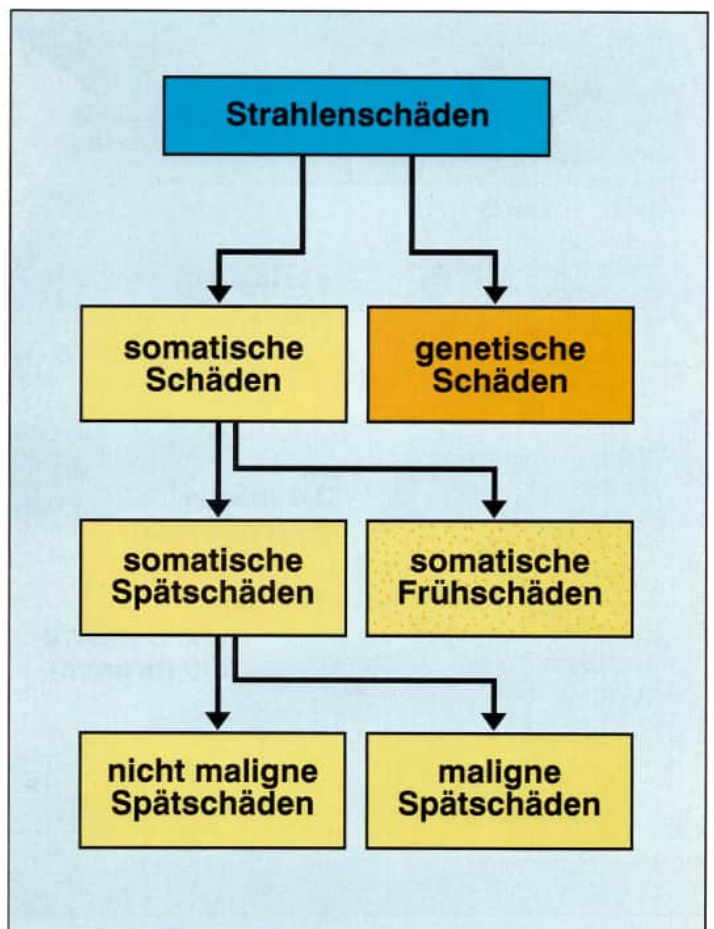 Strahlenschäden
somatische
Schäden
genetische
Schäden
somatische
Spätschäden
somatische
Frühschäden
nicht maligne
Spätschäden
maligne
Spätschäden